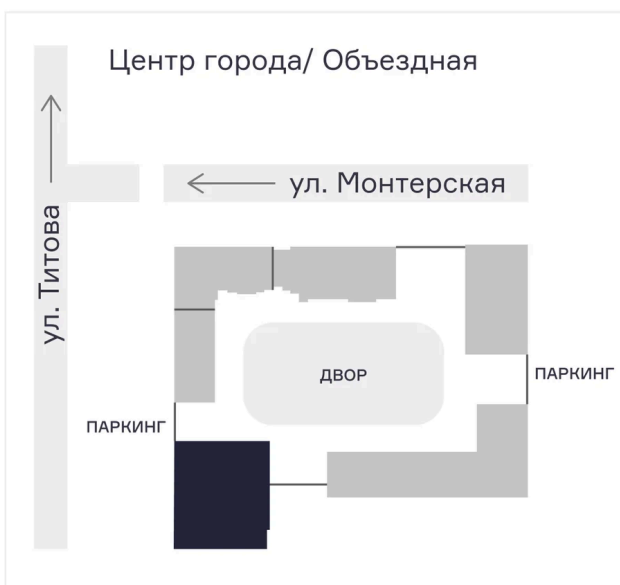 Центр города/ Объездная
ул. Монтерская
ул. Титова
ДВОР
ПАРКИНГ
ПАРКИНГ